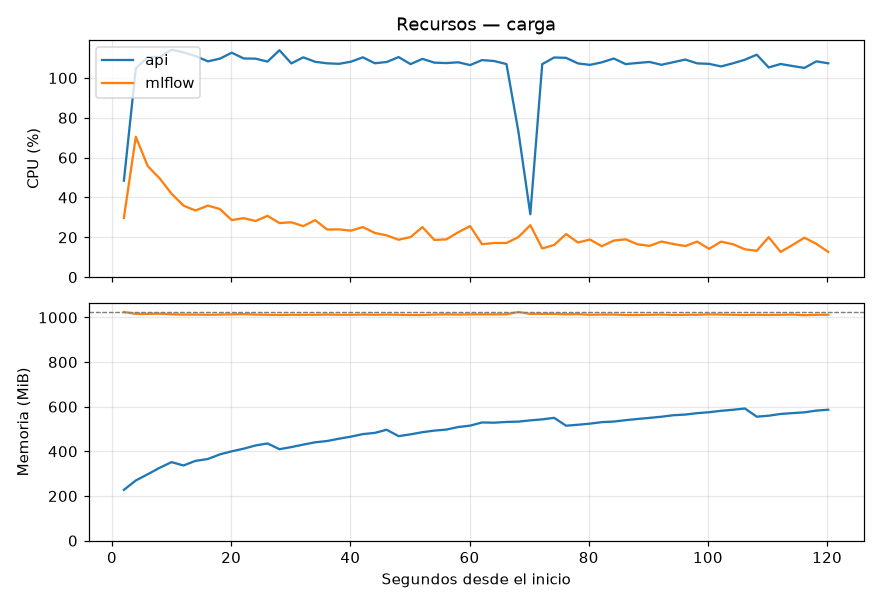 Recursos — carga
api
mlflow
CPU (%)
100
80
60
40
20
0
Memoria (MiB)
1000
800
600
400
200
0
0 20 40 60 80 100 120
Segundos desde el inicio